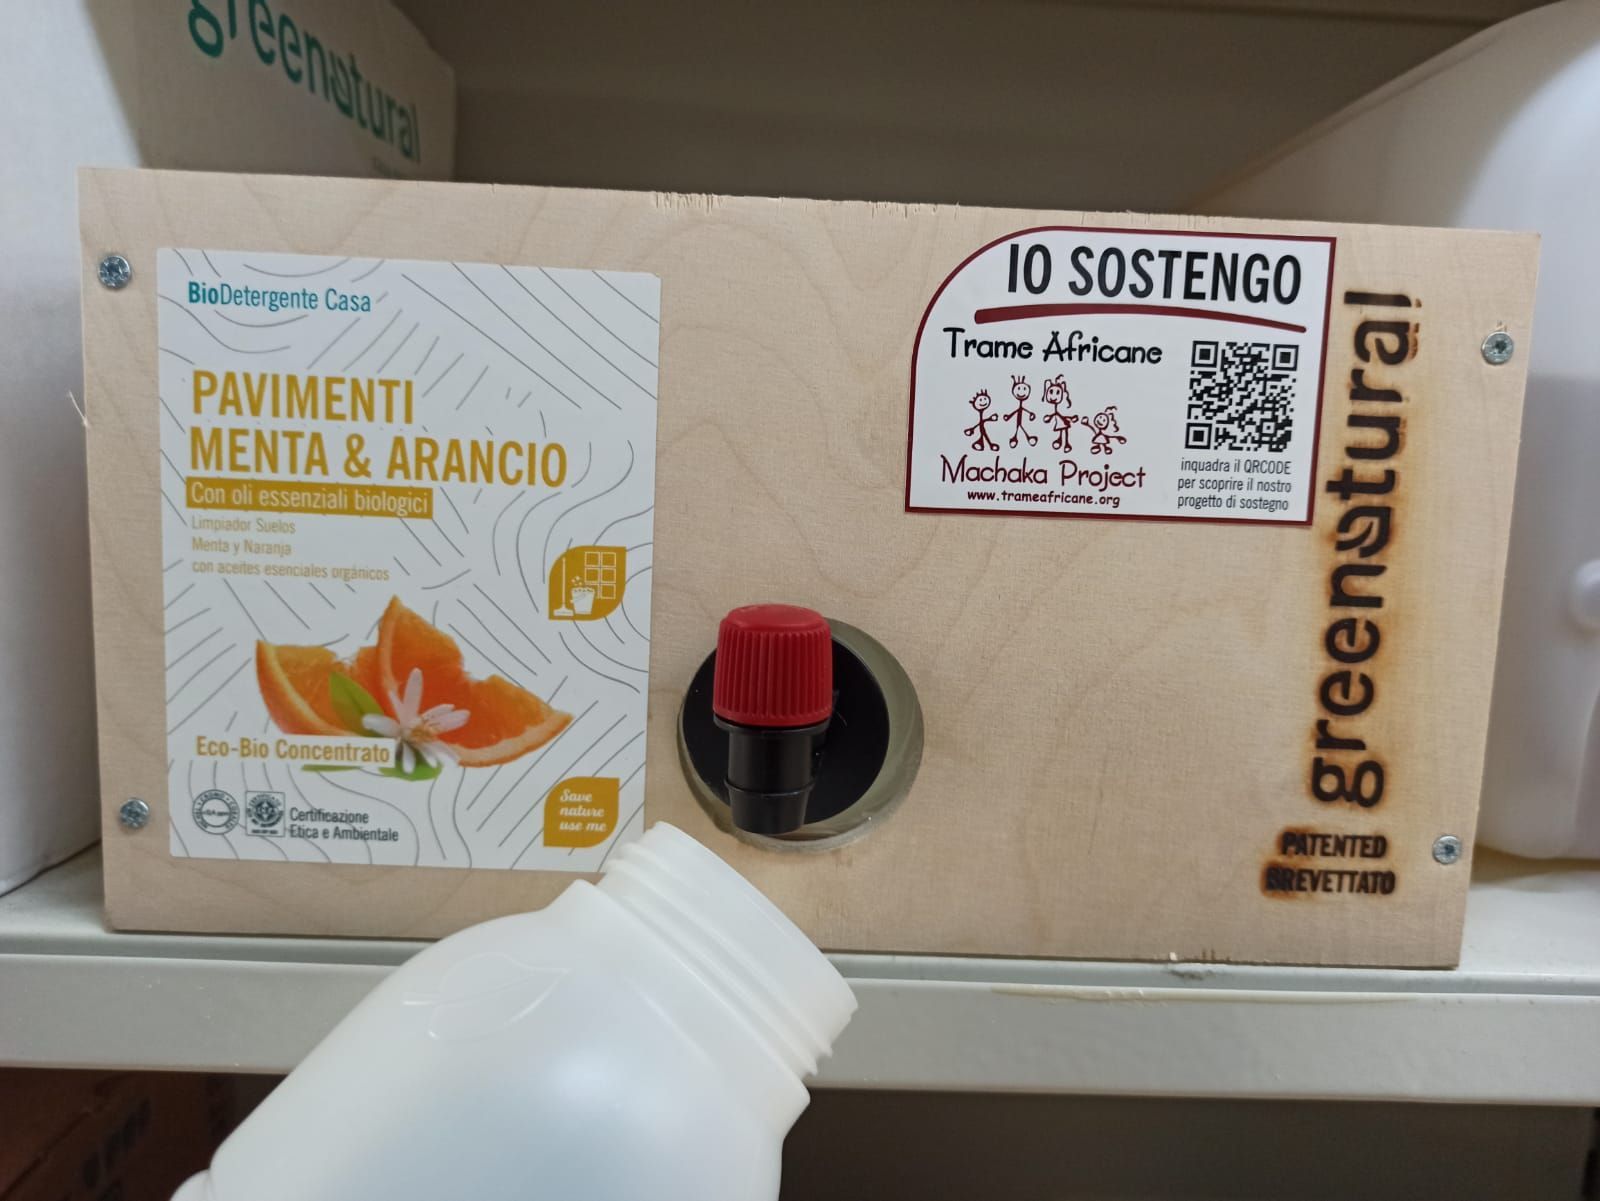 greenatural
BioDetergente Casa
PAVIMENTI
MENTA & ARANCIO
Con oli essenziali biologici
Limpiador Suelos
Menta y Naranja
con aceites esenciales orgánicos
Eco-Bio Concentrato
Certificazione
Etica e Ambientale
Save
nature
use me
IO SOSTENGO
Trame Africane
Machaka Project
www.trameafricane.org
inquadra il QRCODE
per scoprire il nostro
progetto di sostegno
greenatural
PATENTED
BREVETTATO